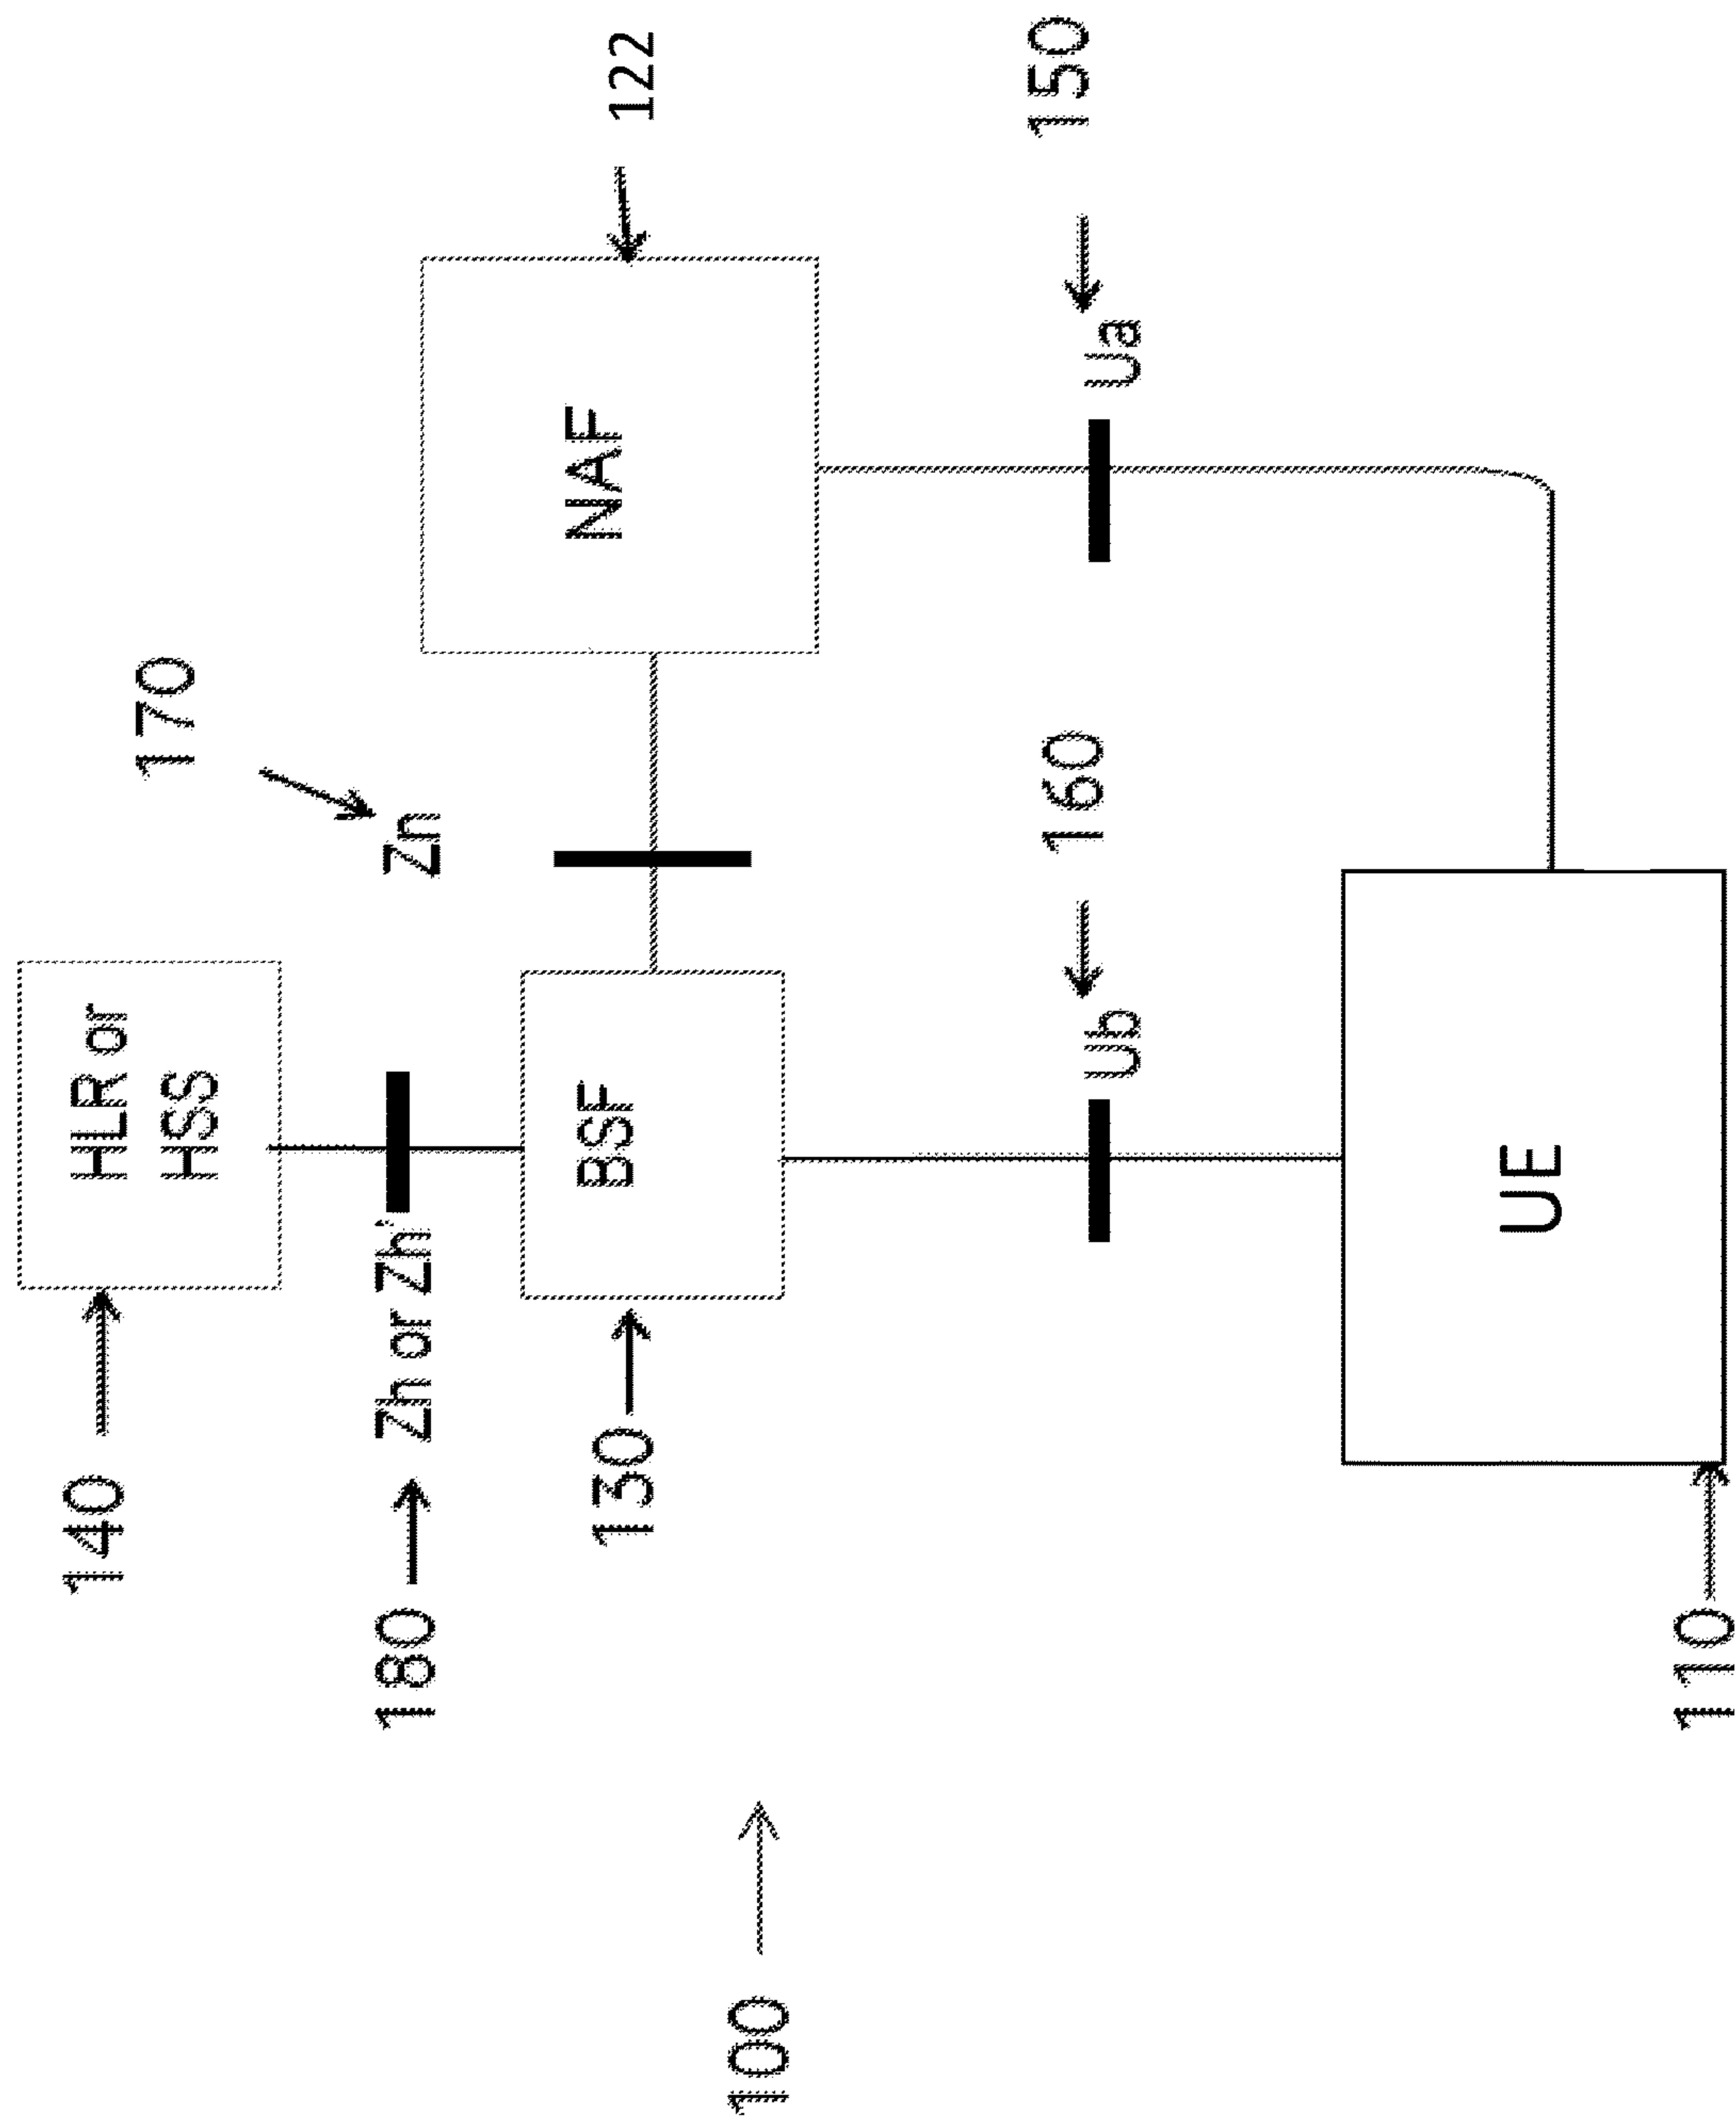 140
HLR or
HSS
170
180
Zh or Zh'
Zn
130
BSF
NAF
122
100
160
150
Ub
Ua
UE
110